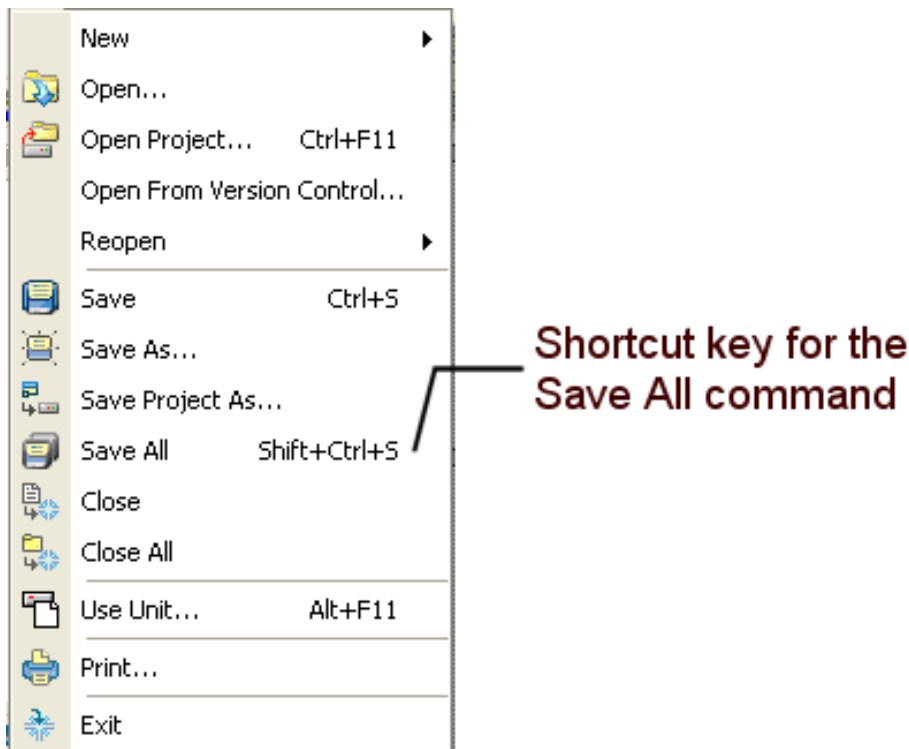 New
Open...
Open Project... Ctrl+F11
Open From Version Control...
Reopen
Save Ctrl+S
Save As...
Save Project As...
Save All Shift+Ctrl+S
Close
Close All
Use Unit... Alt+F11
Print...
Exit
Shortcut key for the
Save All command